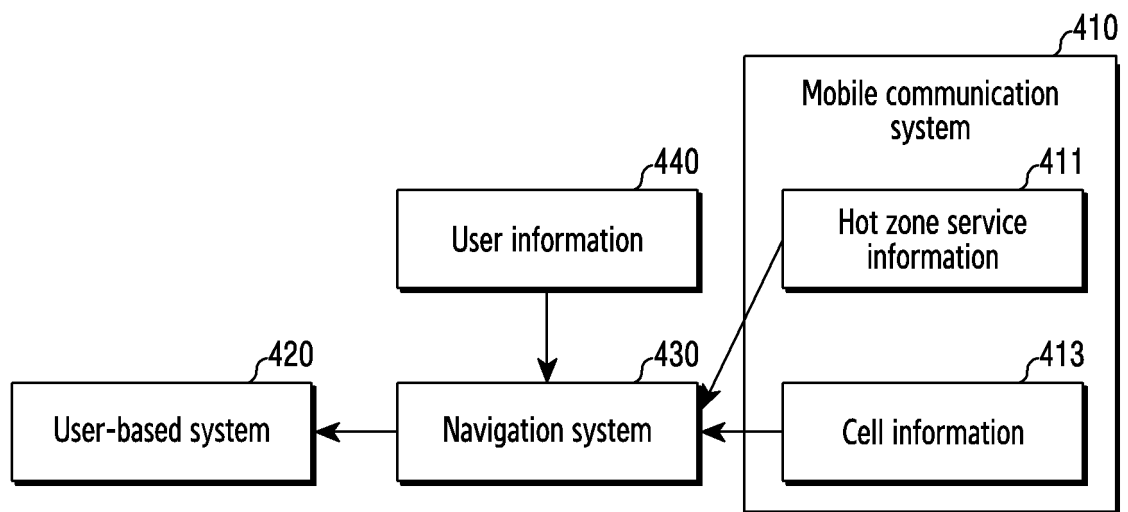 410
Mobile communication
system
440
User information
411
Hot zone service
information
420
User-based system
430
Navigation system
413
Cell information